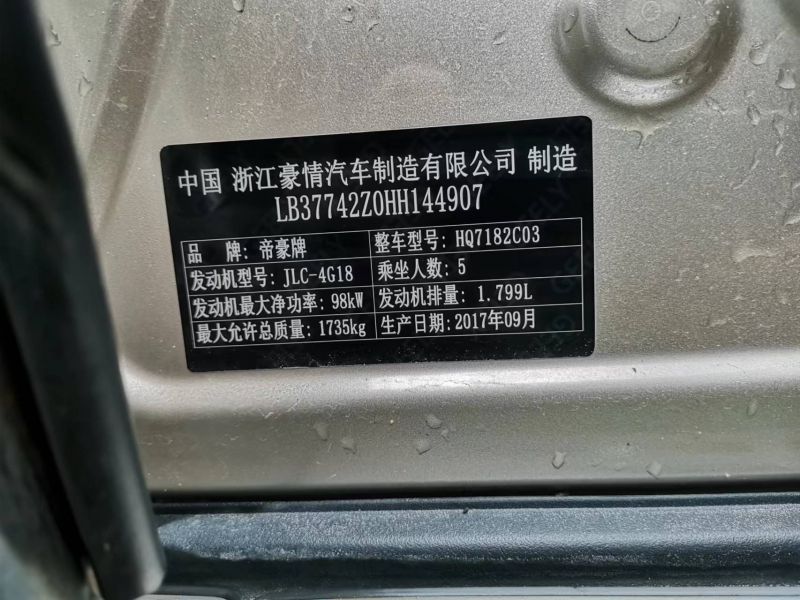 中国 浙江豪情汽车制造有限公司 制造
LB37742Z0HH144907
品 牌: 帝豪牌 整车型号: HQ7182C03
发动机型号: JLC-4G18 乘坐人数: 5
发动机最大净功率: 98kW 发动机排量: 1.799L
最大允许总质量: 1735kg 生产日期: 2017年09月